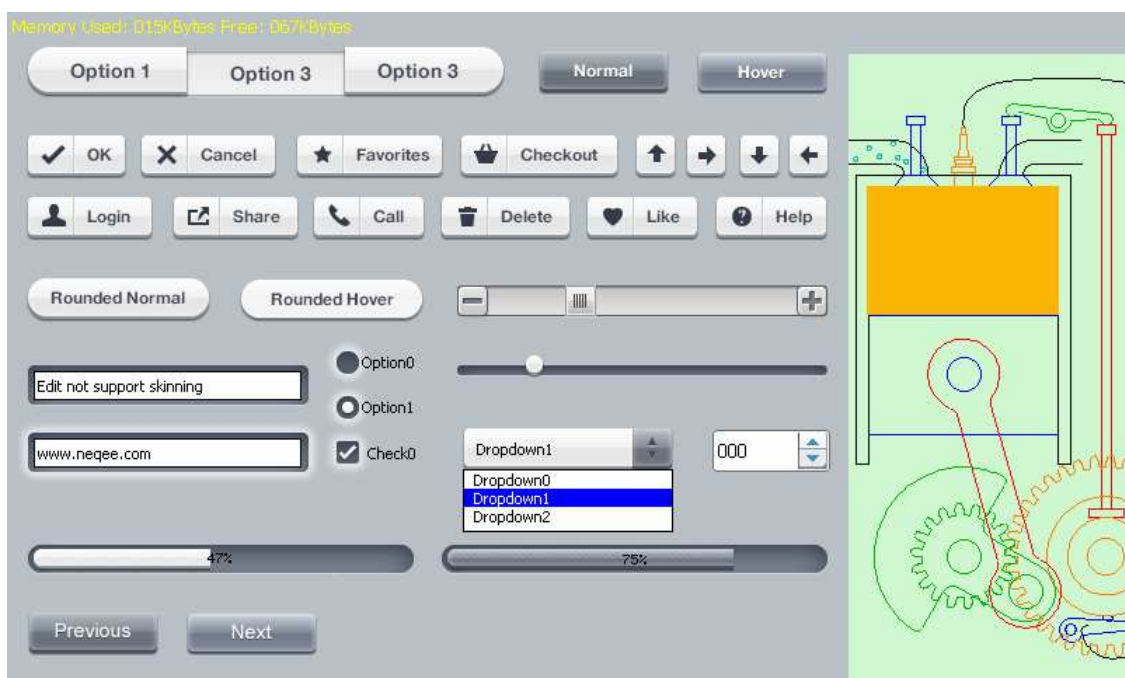 Memory Used: 015KBytes Free: 067KBytes
Option 1 Option 3 Option 3 Normal Hover
OK Cancel Favorites Checkout
Login Share Call Delete Like Help
Rounded Normal Rounded Hover
Option0
Edit not support skinning
Option1
www.neqee.com Check0 Dropdown1 000
Dropdown0
Dropdown1
Dropdown2
47% 75%
Previous Next